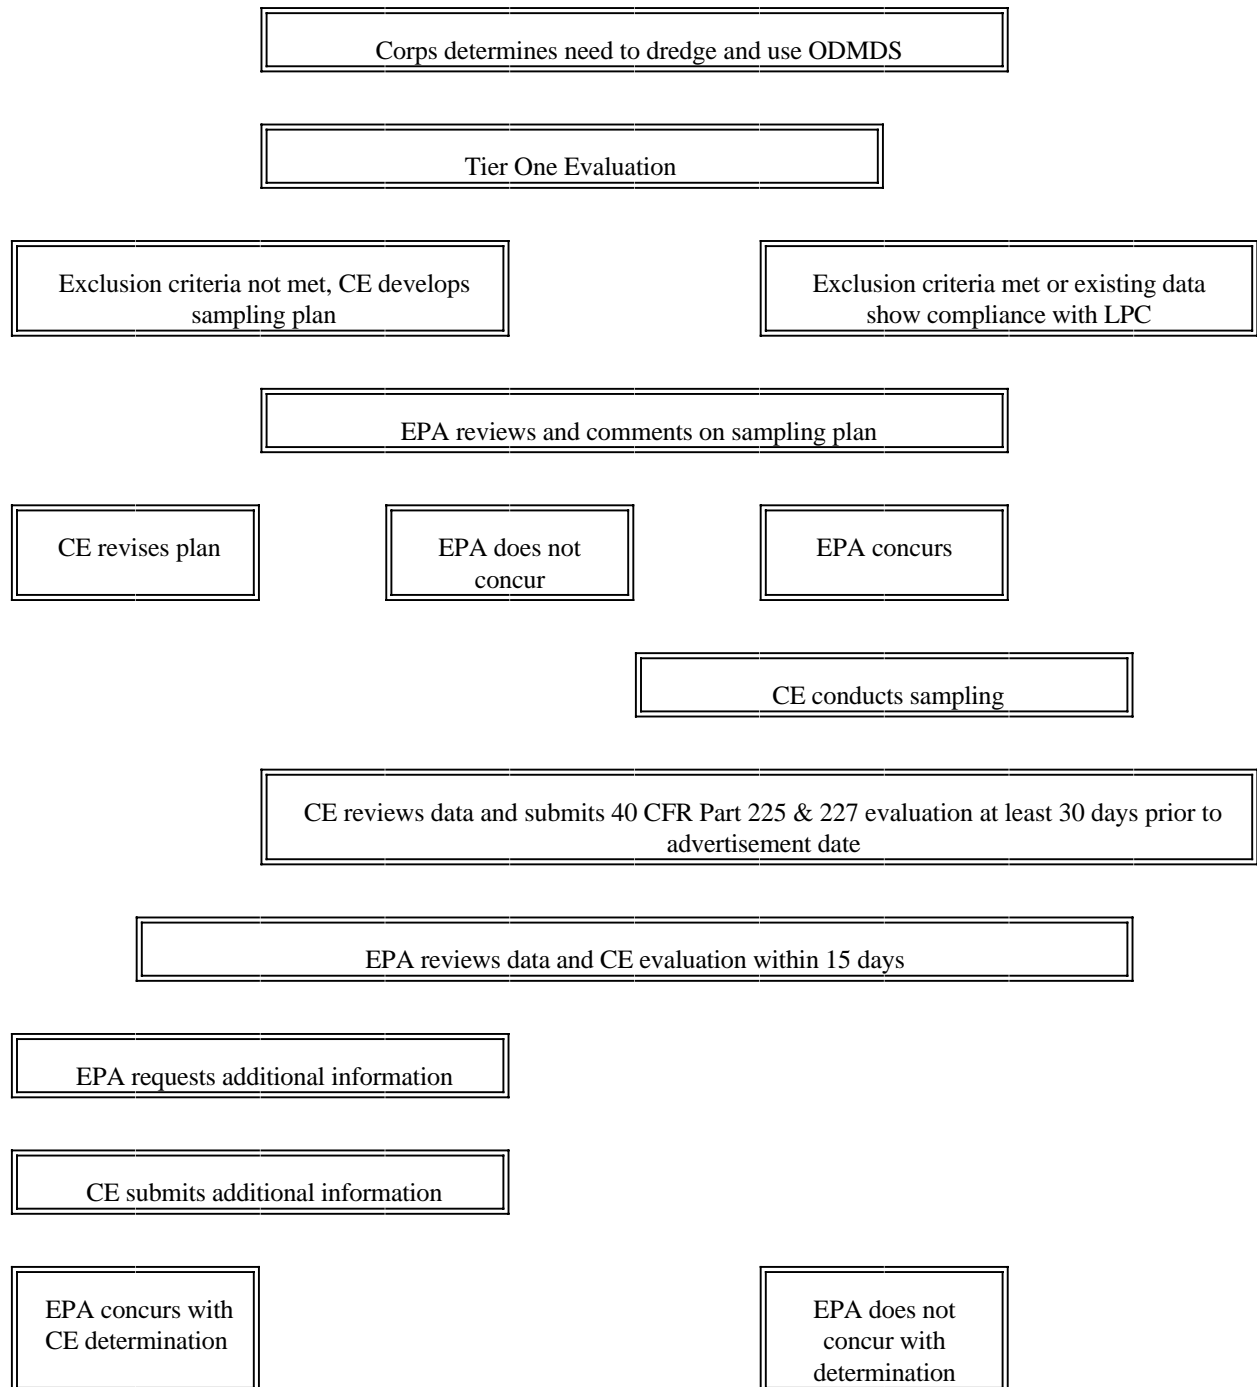 Corps determines need to dredge and use ODMDS
Tier One Evaluation
Exclusion criteria not met, CE develops
sampling plan
Exclusion criteria met or existing data
show compliance with LPC
EPA reviews and comments on sampling plan
CE revises plan
EPA does not
concur
EPA concurs
CE conducts sampling
CE reviews data and submits 40 CFR Part 225 & 227 evaluation at least 30 days prior to
advertisement date
EPA reviews data and CE evaluation within 15 days
EPA requests additional information
CE submits additional information
EPA concurs with
CE determination
EPA does not
concur with
determination